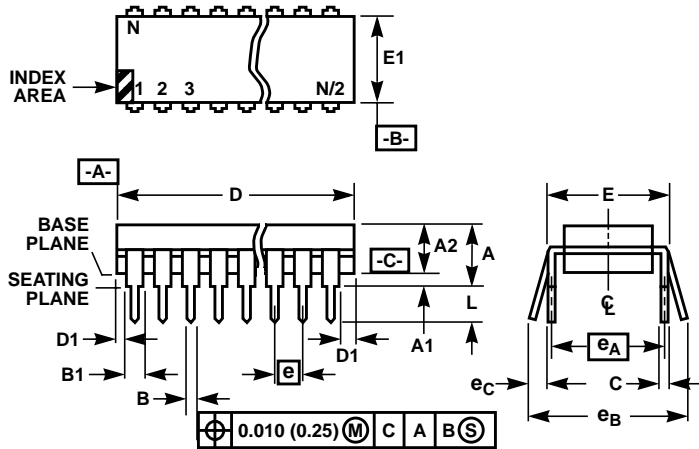 N
E1
INDEX
AREA
1 2 3 N/2
-B-
-A-
D
E
BASE
PLANE
A2
A
-C-
SEATING
PLANE
L
D1
A1
D1
B1
e
eA
eC
C
B
eB
0.010 (0.25) M C A B S
CL